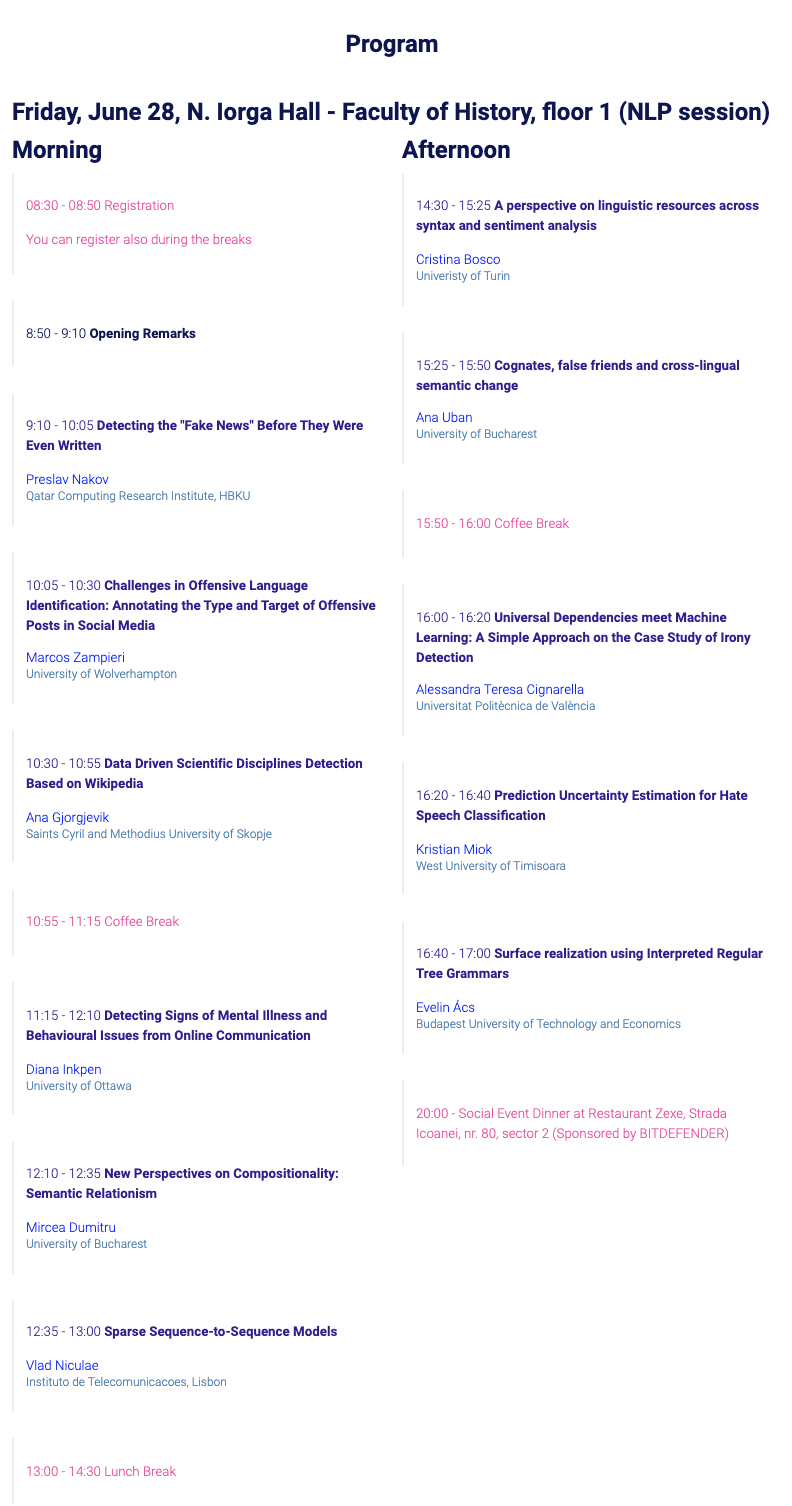 Program
Friday, June 28, N. Iorga Hall - Faculty of History, floor 1 (NLP session)
Morning
08:30 - 08:50 Registration
You can register also during the breaks
8:50 - 9:10 Opening Remarks
9:10 - 10:05 Detecting the "Fake News" Before They Were
Even Written
Preslav Nakov
Qatar Computing Research Institute, HBKU
10:05 - 10:30 Challenges in Offensive Language
Identification: Annotating the Type and Target of Offensive
Posts in Social Media
Marcos Zampieri
University of Wolverhampton
10:30 - 10:55 Data Driven Scientific Disciplines Detection
Based on Wikipedia
Ana Gjorgjevik
Saints Cyril and Methodius University of Skopje
10:55 - 11:15 Coffee Break
11:15 - 12:10 Detecting Signs of Mental Illness and
Behavioural Issues from Online Communication
Diana Inkpen
University of Ottawa
12:10 - 12:35 New Perspectives on Compositionality:
Semantic Relationism
Mircea Dumitru
University of Bucharest
12:35 - 13:00 Sparse Sequence-to-Sequence Models
Vlad Niculae
Instituto de Telecomunicacoes, Lisbon
13:00 - 14:30 Lunch Break
Afternoon
14:30 - 15:25 A perspective on linguistic resources across
syntax and sentiment analysis
Cristina Bosco
Univeristy of Turin
15:25 - 15:50 Cognates, false friends and cross-lingual
semantic change
Ana Uban
University of Bucharest
15:50 - 16:00 Coffee Break
16:00 - 16:20 Universal Dependencies meet Machine
Learning: A Simple Approach on the Case Study of Irony
Detection
Alessandra Teresa Cignarella
Universitat Politècnica de València
16:20 - 16:40 Prediction Uncertainty Estimation for Hate
Speech Classification
Kristian Miok
West University of Timisoara
16:40 - 17:00 Surface realization using Interpreted Regular
Tree Grammars
Evelin Ács
Budapest University of Technology and Economics
20:00 - Social Event Dinner at Restaurant Zexe, Strada
Icoanei, nr. 80, sector 2 (Sponsored by BITDEFENDER)